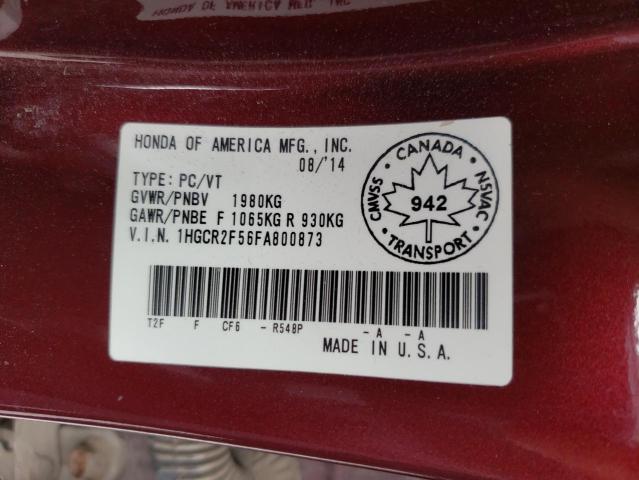 HONDA OF AMERICA MFG., INC.
08/'14
TYPE: PC/VT
GVWR/PNBV 1980KG
GAWR/PNBE F 1065KG R 930KG
V.I.N. 1HGCR2F56FA800873
CANADA
CMVSS 942 NSVAC
TRANSPORT
T2F F CF6 - R548P - A - A
MADE IN U.S.A.